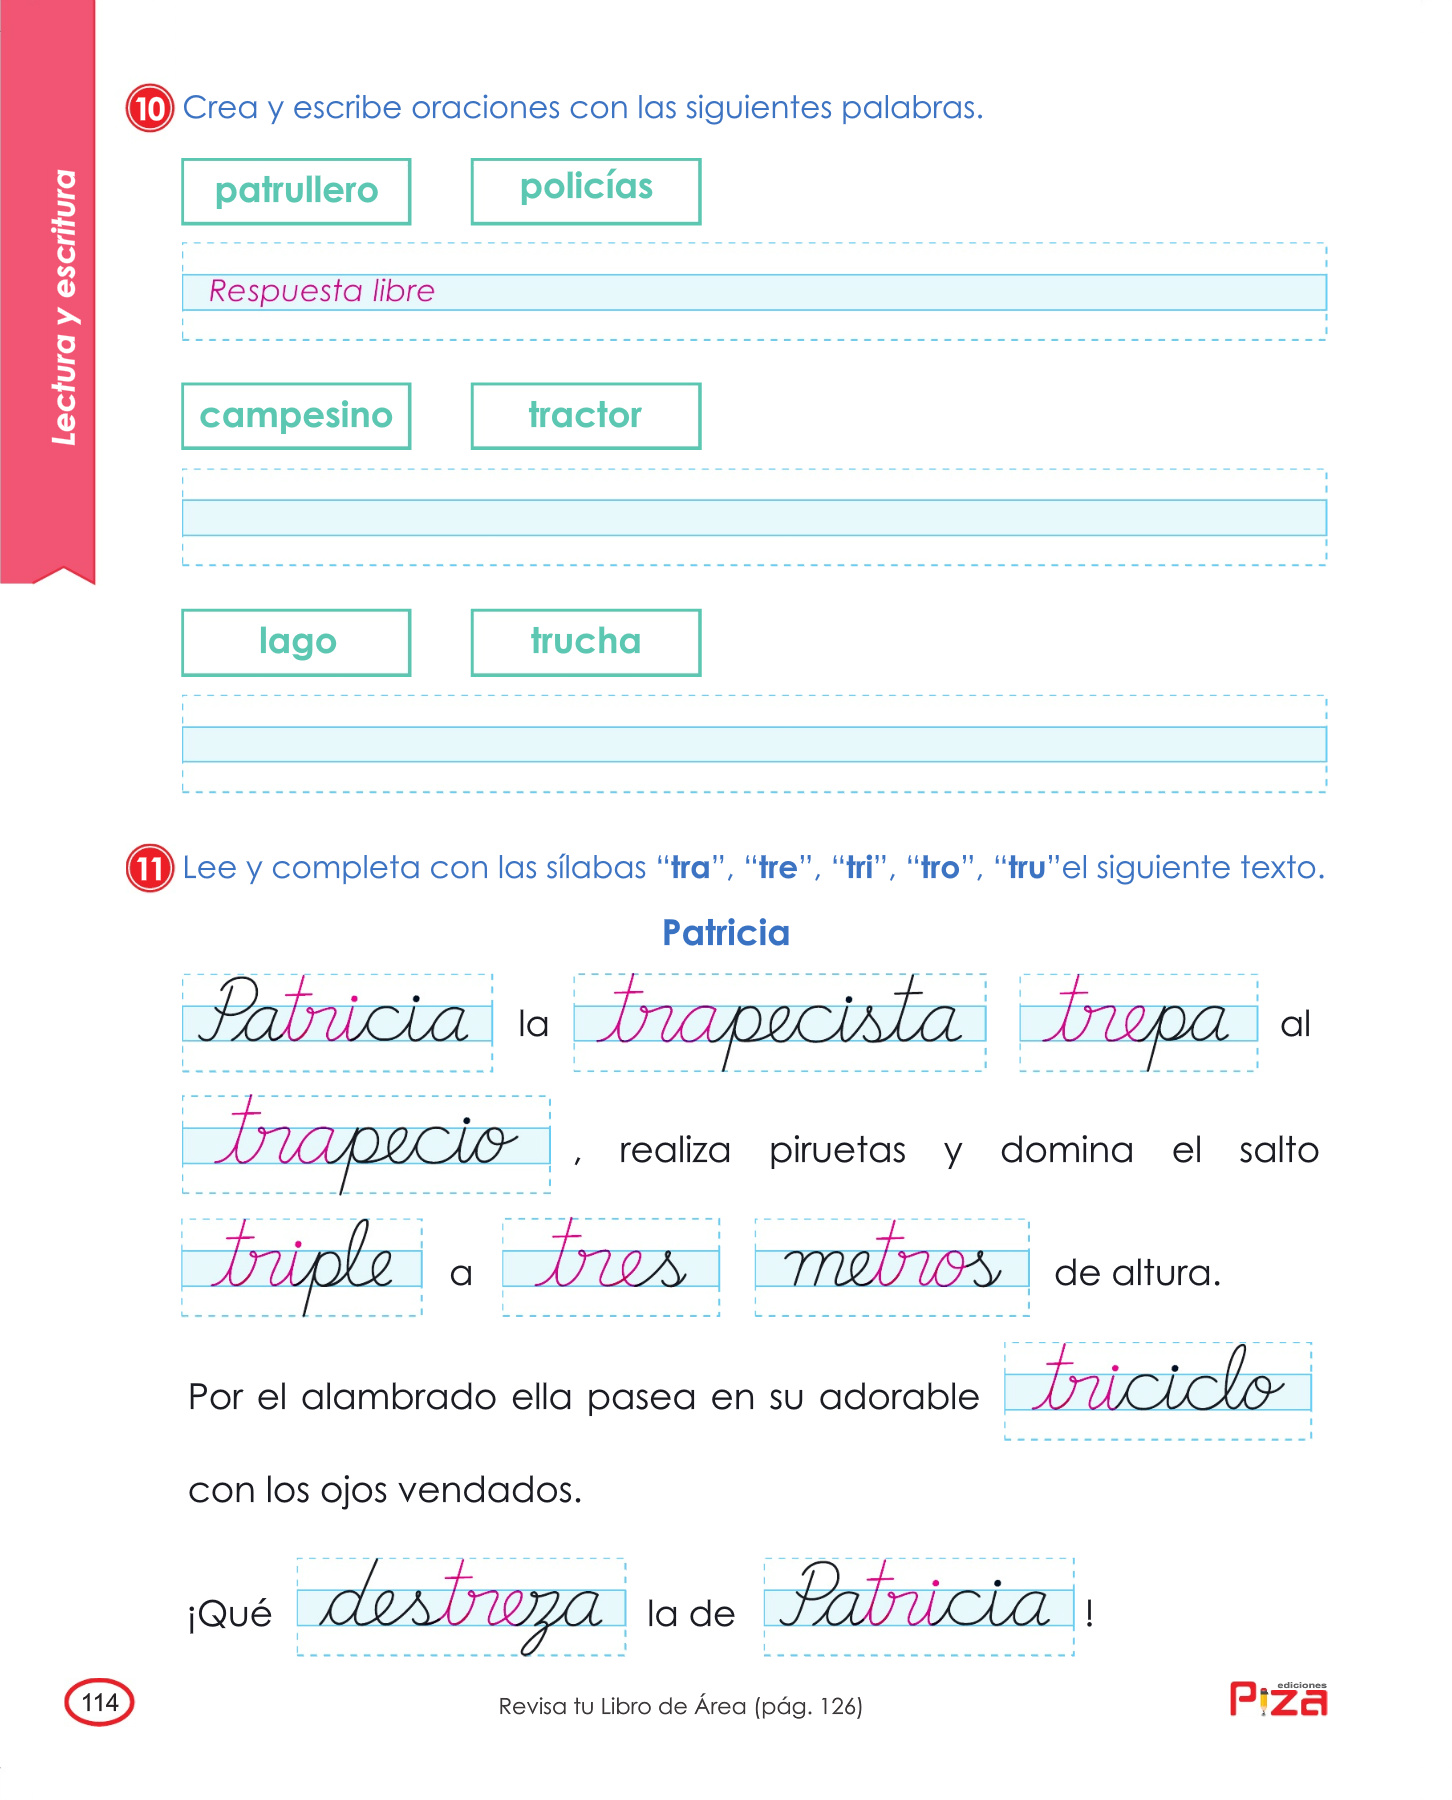 Lectura y escritura
10 Crea y escribe oraciones con las siguientes palabras.
patrullero policías
Respuesta libre
campesino tractor
lago trucha
11 Lee y completa con las sílabas “tra”, “tre”, “tri”, “tro”, “tru”el siguiente texto.
Patricia
Patricia la trapecista trepa al
trapecio , realiza piruetas y domina el salto
triple a tres metros de altura.
Por el alambrado ella pasea en su adorable triciclo
con los ojos vendados.
¡Qué destreza la de Patricia !
114 Revisa tu Libro de Área (pág. 126) ediciones Piza